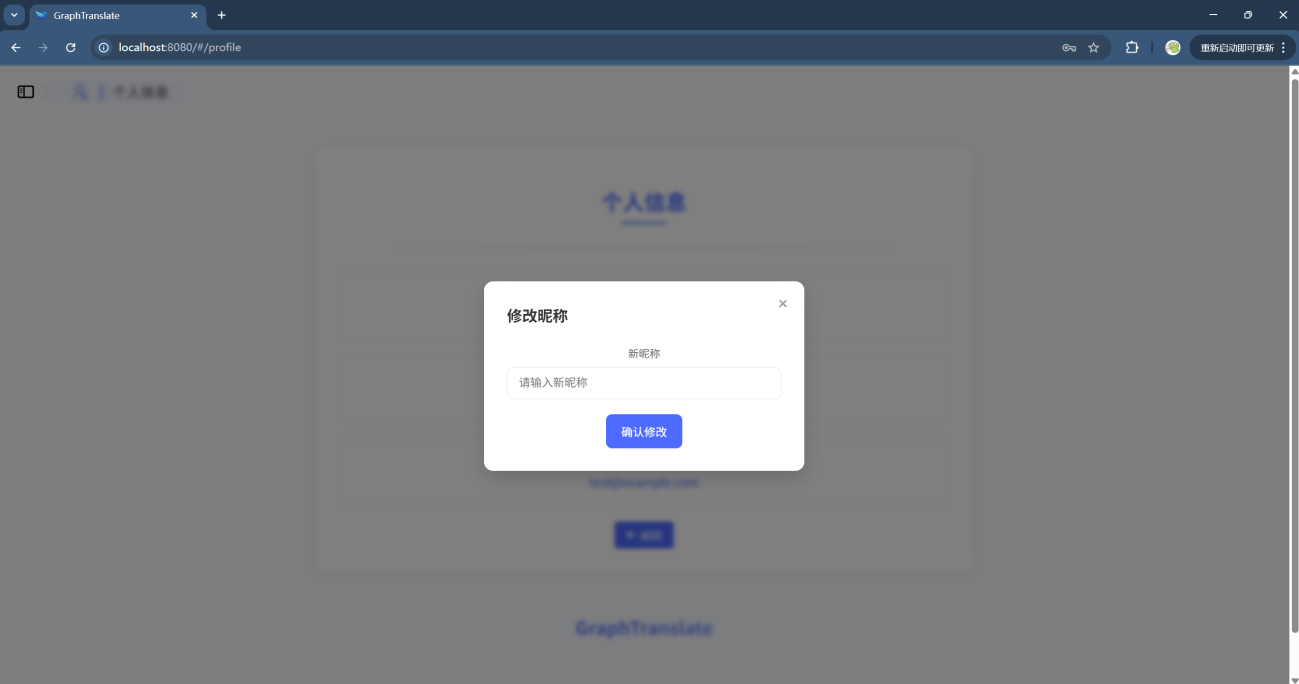 GraphTranslate
localhost:8080/#/profile
重新启动即可更新
个人信息
个人信息
修改昵称
新昵称
请输入新昵称
确认修改
test@example.com
GraphTranslate